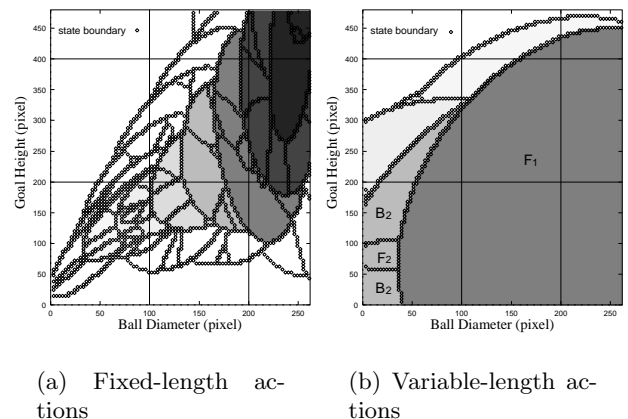 state boundary
Goal Height (pixel)
450
400
350
300
250
200
150
100
50
0
0 50 100 150 200 250
Ball Diameter (pixel)
state boundary
Goal Height (pixel)
450
400
350
300
250
200
150
100
50
0
F1
B2
F2
B2
0 50 100 150 200 250
Ball Diameter (pixel)
(a) Fixed-length ac-
tions
(b) Variable-length ac-
tions